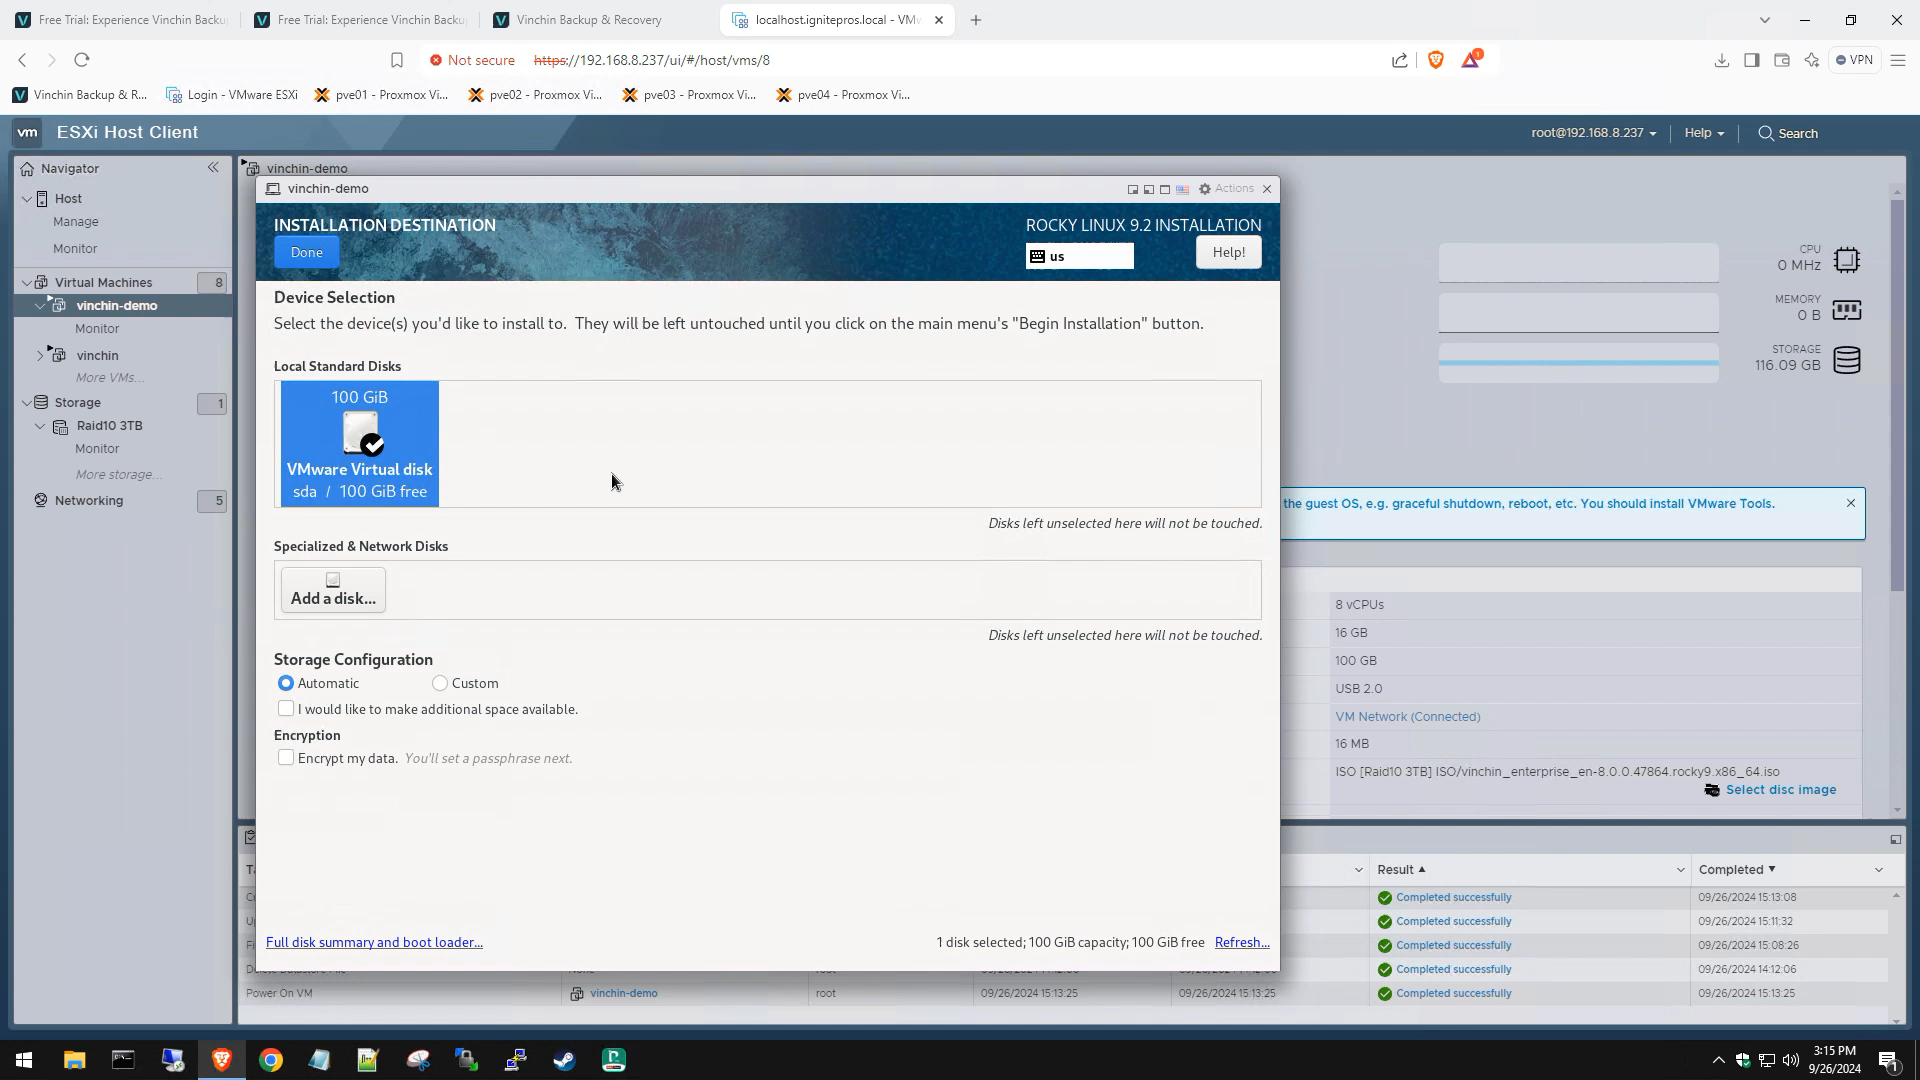 Free Trial: Experience Vinchin Backup
Free Trial: Experience Vinchin Backup
Vinchin Backup & Recovery
localhost.ignitepros.local - VMw
Not secure
https://192.168.8.237/ui/#/host/vms/8
1
VPN
Vinchin Backup & R...
Login - VMware ESXi
pve01 - Proxmox Vi...
pve02 - Proxmox Vi...
pve03 - Proxmox Vi...
pve04 - Proxmox Vi...
vm
ESXi Host Client
root@192.168.8.237
Help
Search
Navigator
Host
Manage
Monitor
Virtual Machines
8
vinchin-demo
Monitor
vinchin
More VMs...
Storage
1
Raid10 3TB
Monitor
More storage...
Networking
5
vinchin-demo
vinchin-demo
Actions
INSTALLATION DESTINATION
Done
ROCKY LINUX 9.2 INSTALLATION
us
Help!
Device Selection
Select the device(s) you'd like to install to. They will be left untouched until you click on the main menu's "Begin Installation" button.
Local Standard Disks
100 GiB
VMware Virtual disk
sda / 100 GiB free
Disks left unselected here will not be touched.
Specialized & Network Disks
Add a disk...
Disks left unselected here will not be touched.
Storage Configuration
Automatic
Custom
I would like to make additional space available.
Encryption
Encrypt my data. You'll set a passphrase next.
Full disk summary and boot loader...
1 disk selected; 100 GiB capacity; 100 GiB free
Refresh...
CPU
0 MHz
MEMORY
0 B
STORAGE
116.09 GB
the guest OS, e.g. graceful shutdown, reboot, etc. You should install VMware Tools.
8 vCPUs
16 GB
100 GB
USB 2.0
VM Network (Connected)
16 MB
ISO [Raid10 3TB] ISO/vinchin_enterprise_en-8.0.0.47864.rocky9.x86_64.iso
Select disc image
Result
Completed
Completed successfully
09/26/2024 15:13:08
Completed successfully
09/26/2024 15:11:32
Completed successfully
09/26/2024 15:08:26
Completed successfully
09/26/2024 14:12:06
Power On VM
vinchin-demo
root
09/26/2024 15:13:25
09/26/2024 15:13:25
Completed successfully
09/26/2024 15:13:25
3:15 PM
9/26/2024
1